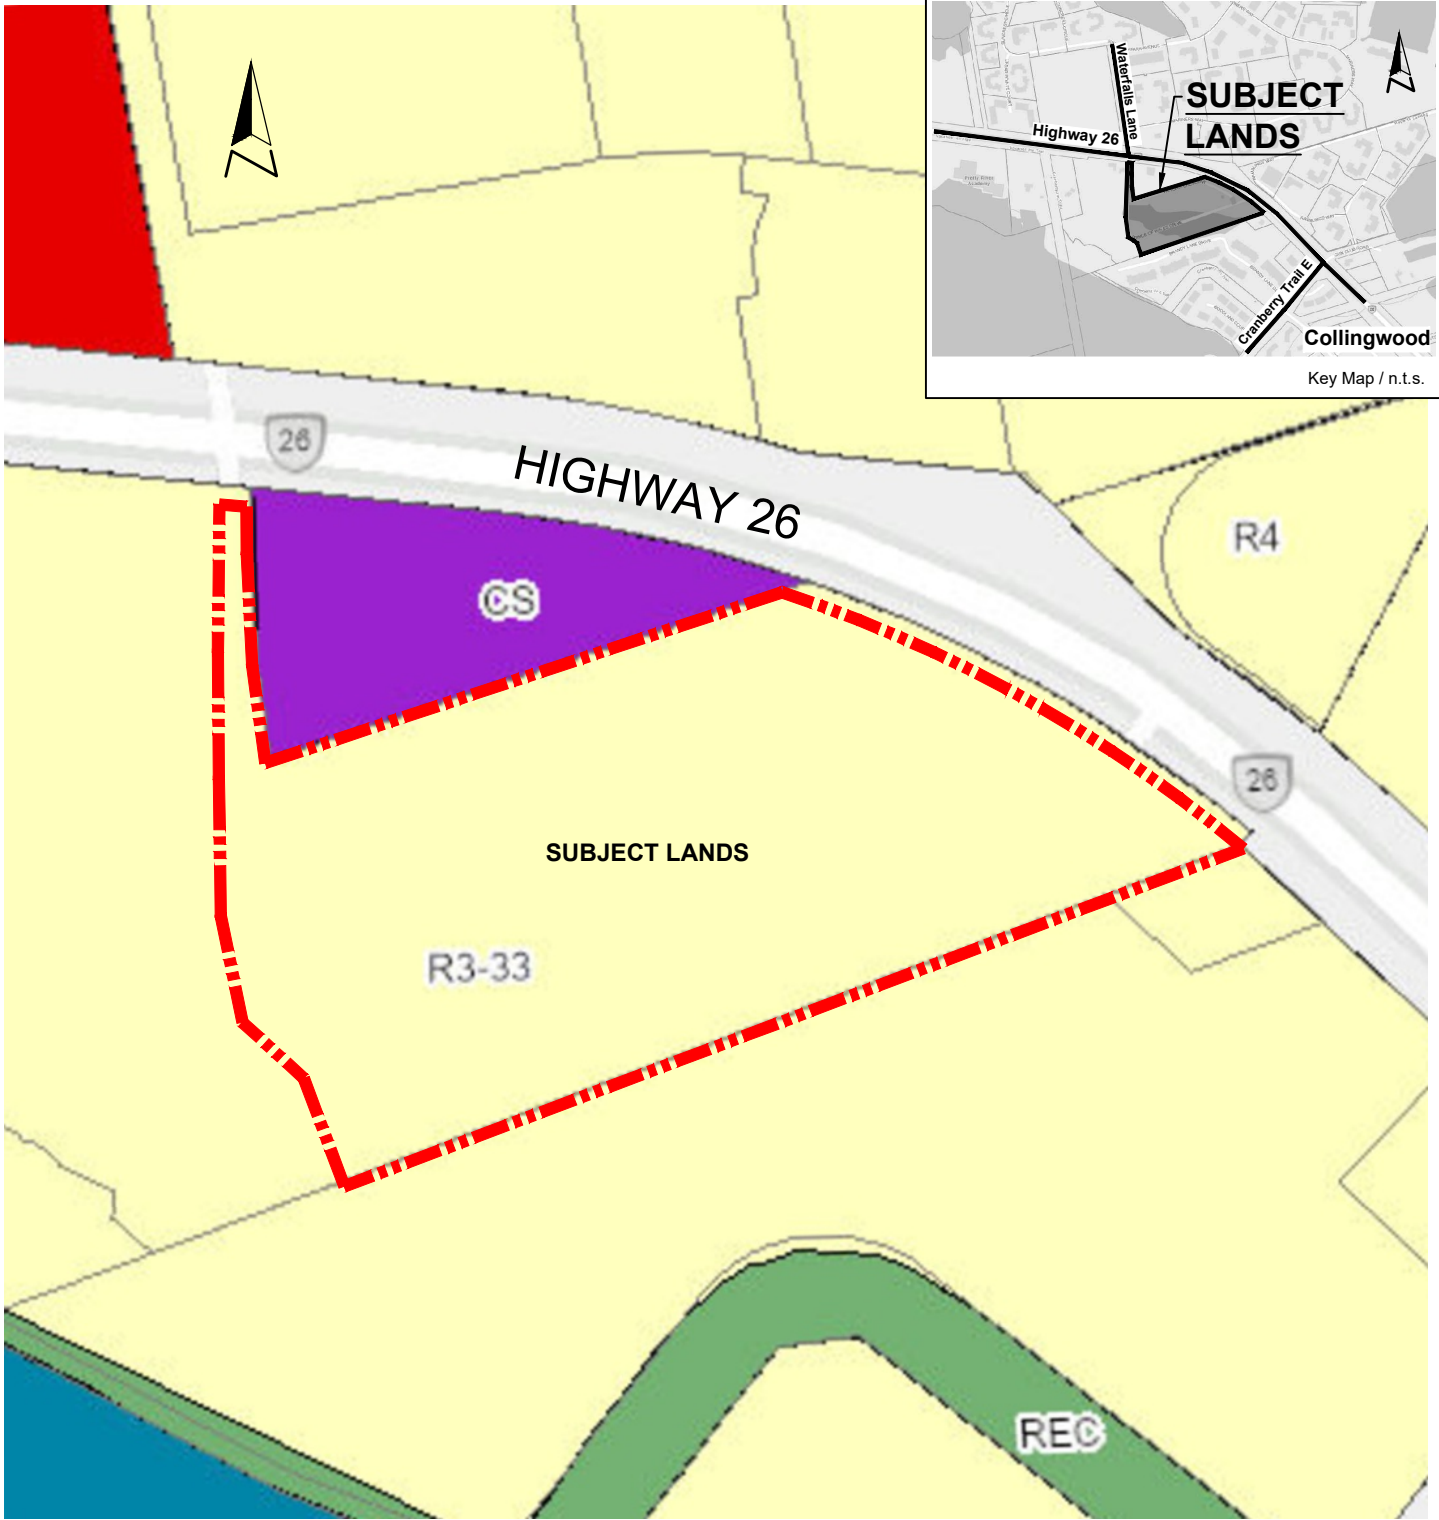 Waterfalls Lane
Highway 26
SUBJECT
LANDS
Cranberry Trail E
Collingwood
Key Map / n.t.s.
26
HIGHWAY 26
R4
CS
26
SUBJECT LANDS
R3-33
REC